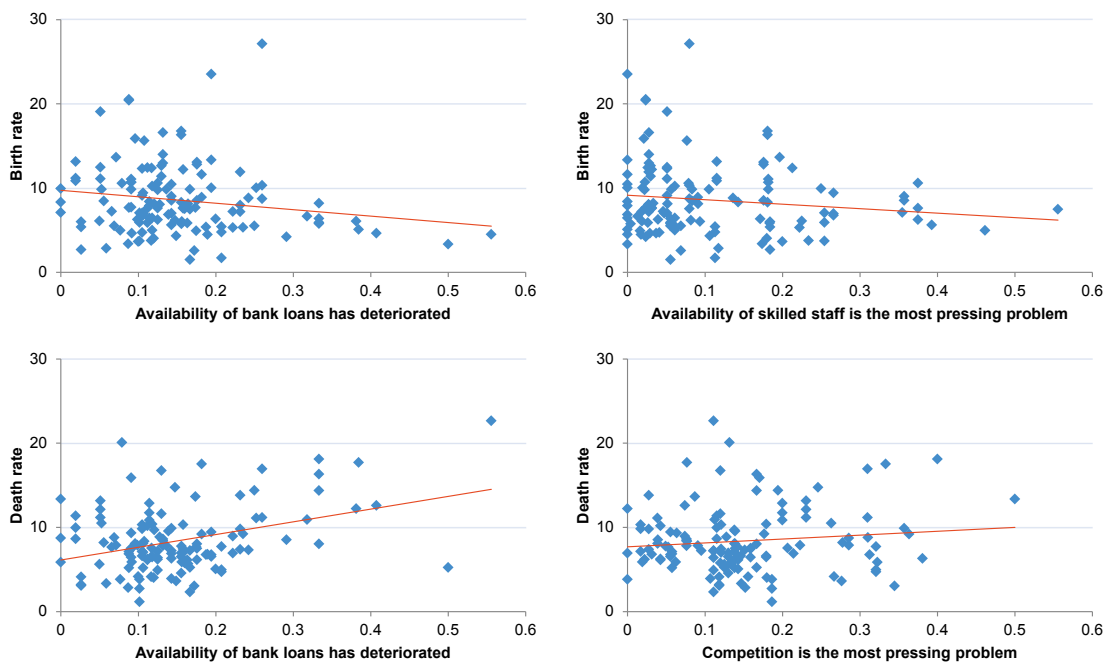 30
20
10
0
Birth rate
0 0.1 0.2 0.3 0.4 0.5 0.6
Availability of bank loans has deteriorated
30
20
10
0
Birth rate
0 0.1 0.2 0.3 0.4 0.5 0.6
Availability of skilled staff is the most pressing problem
30
20
10
0
Death rate
0 0.1 0.2 0.3 0.4 0.5 0.6
Availability of bank loans has deteriorated
30
20
10
0
Death rate
0 0.1 0.2 0.3 0.4 0.5 0.6
Competition is the most pressing problem